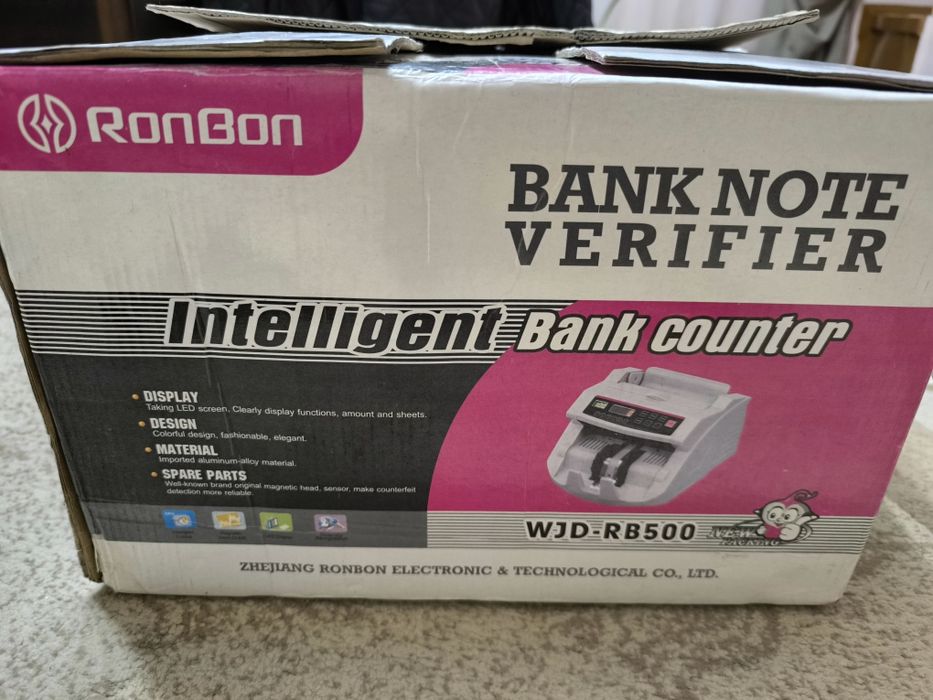 RonBon
BANK NOTE
VERIFIER
Intelligent Bank counter
• DISPLAY
Taking LED screen, Clearly display functions, amount and sheets.
• DESIGN
Colorful design, fashionable, elegant.
• MATERIAL
Imported aluminum-alloy material.
• SPARE PARTS
Well-known brand original magnetic head, sensor, make counterfeit
detection more reliable.
WJD-RB500
NEW
PACKING
ZHEJIANG RONBON ELECTRONIC & TECHNOLOGICAL CO., LTD.